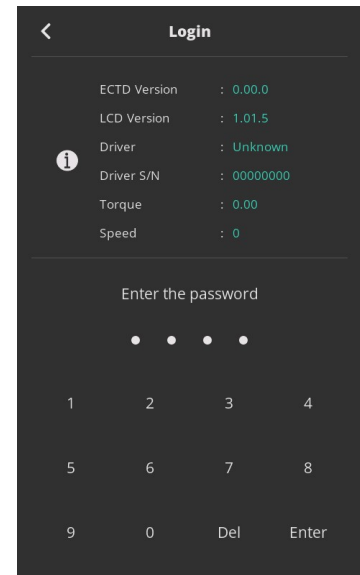 Login
ECTD Version : 0.00.0
LCD Version : 1.01.5
Driver : Unknown
Driver S/N : 00000000
Torque : 0.00
Speed : 0
Enter the password
1 2 3 4
5 6 7 8
9 0 Del Enter